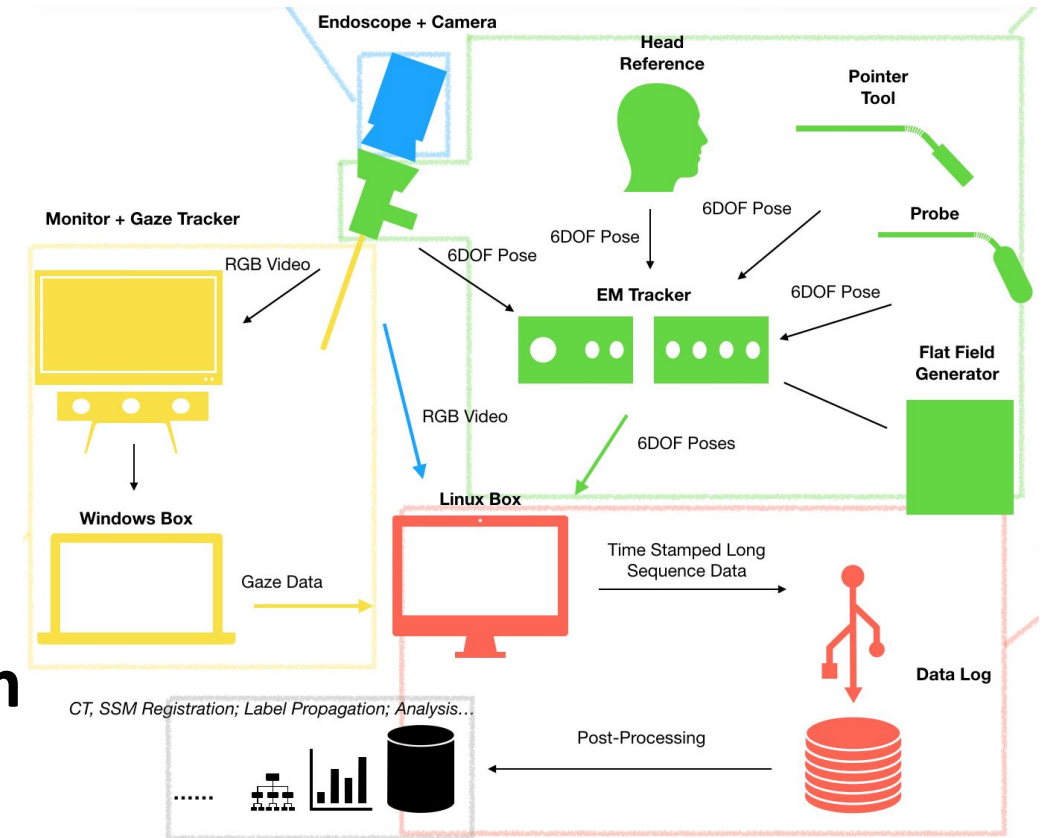 Endoscope + Camera
Head
Reference
Pointer
Tool
Monitor + Gaze Tracker
6DOF Pose
6DOF Pose
Probe
RGB Video
6DOF Pose
EM Tracker
6DOF Pose
Flat Field
Generator
RGB Video
6DOF Poses
Linux Box
Windows Box
Time Stamped Long
Sequence Data
Gaze Data
n
Data Log
CT, SSM Registration; Label Propagation; Analysis...
Post-Processing
......